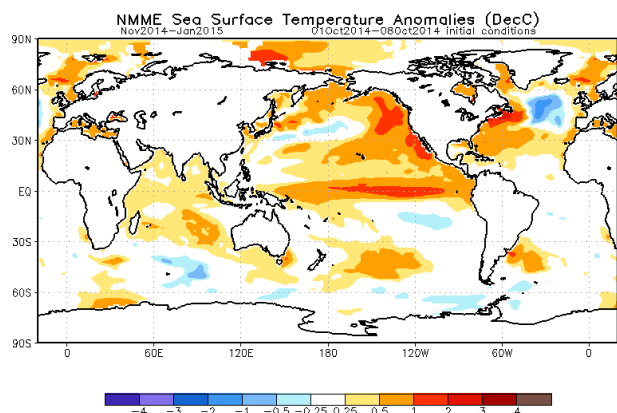 NMME Sea Surface Temperature Anomalies (DecC)
Nov2014-Jan2015 01Oct2014-08Oct2014 initial conditions
90N
60N
30N
EQ
30S
60S
90S
0 60E 120E 180 120W 60W 0
-4 -3 -2 -1 -0.5 -0.25 0.25 0.5 1 2 3 4